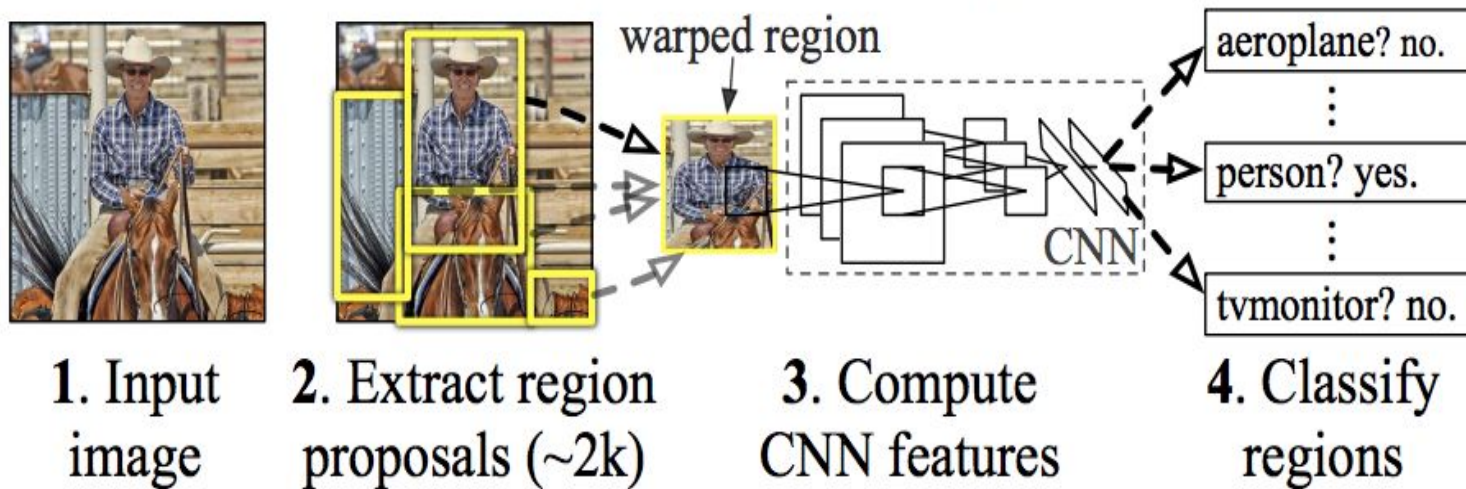 warped region
aeroplane? no.
⋮
person? yes.
⋮
tvmonitor? no.
CNN
1. Input
image
2. Extract region
proposals (~2k)
3. Compute
CNN features
4. Classify
regions